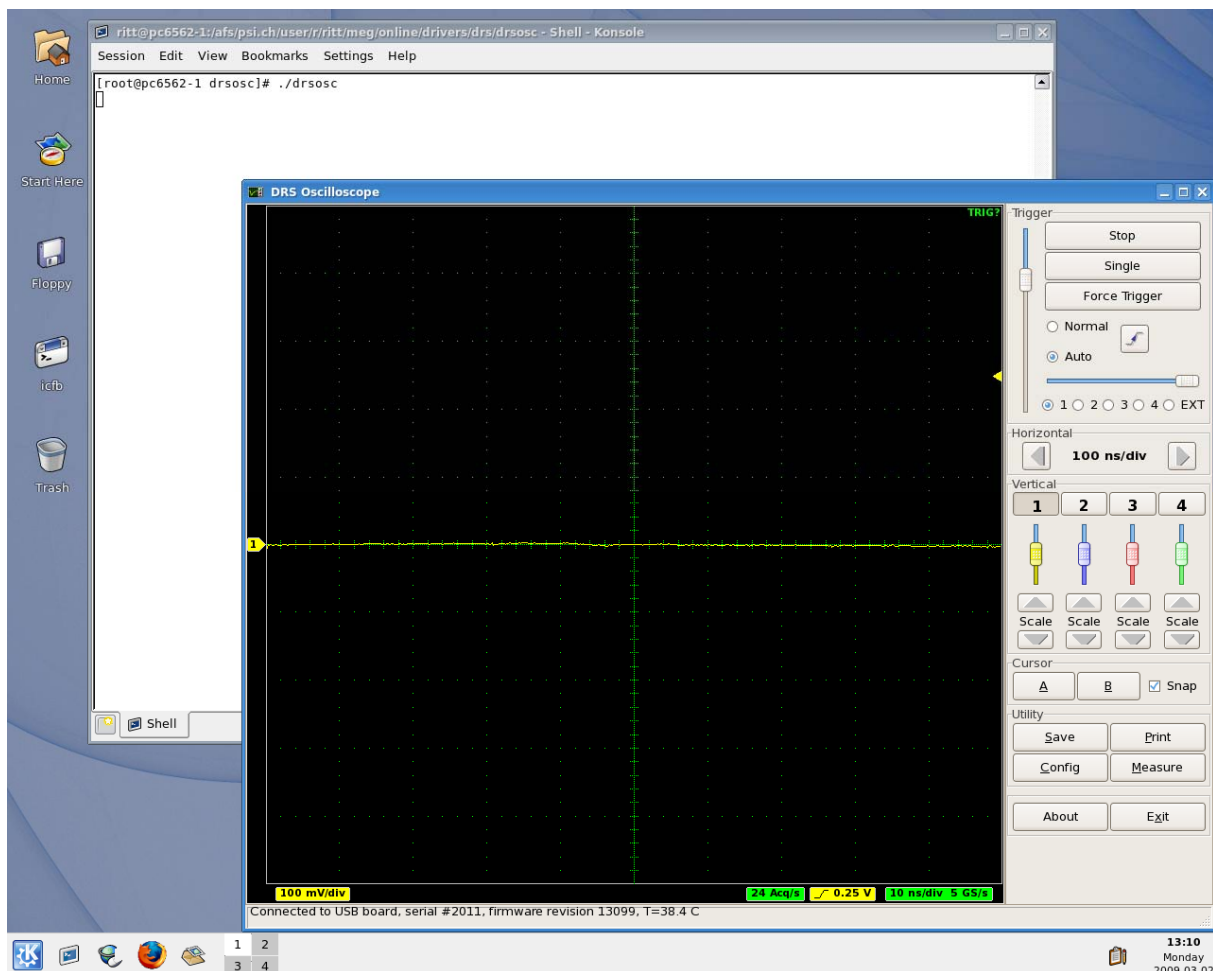 ritt@pc6562-1:/afs/psi.ch/user/r/ritt/meg/online/drivers/drs/drsosc - Shell - Konsole
Session Edit View Bookmarks Settings Help
[root@pc6562-1 drsosc]# ./drsosc
Home
Start Here
Floppy
icfb
Trash
Shell
DRS Oscilloscope
TRIG?
1
100 mV/div
24 Acq/s
0.25 V
10 ns/div 5 GS/s
Connected to USB board, serial #2011, firmware revision 13099, T=38.4 C
Trigger
Stop
Single
Force Trigger
Normal
Auto
1 2 3 4 EXT
Horizontal
100 ns/div
Vertical
1 2 3 4
Scale Scale Scale Scale
Cursor
A B Snap
Utility
Save Print
Config Measure
About Exit
1 2
3 4
13:10
Monday
2009-03-02